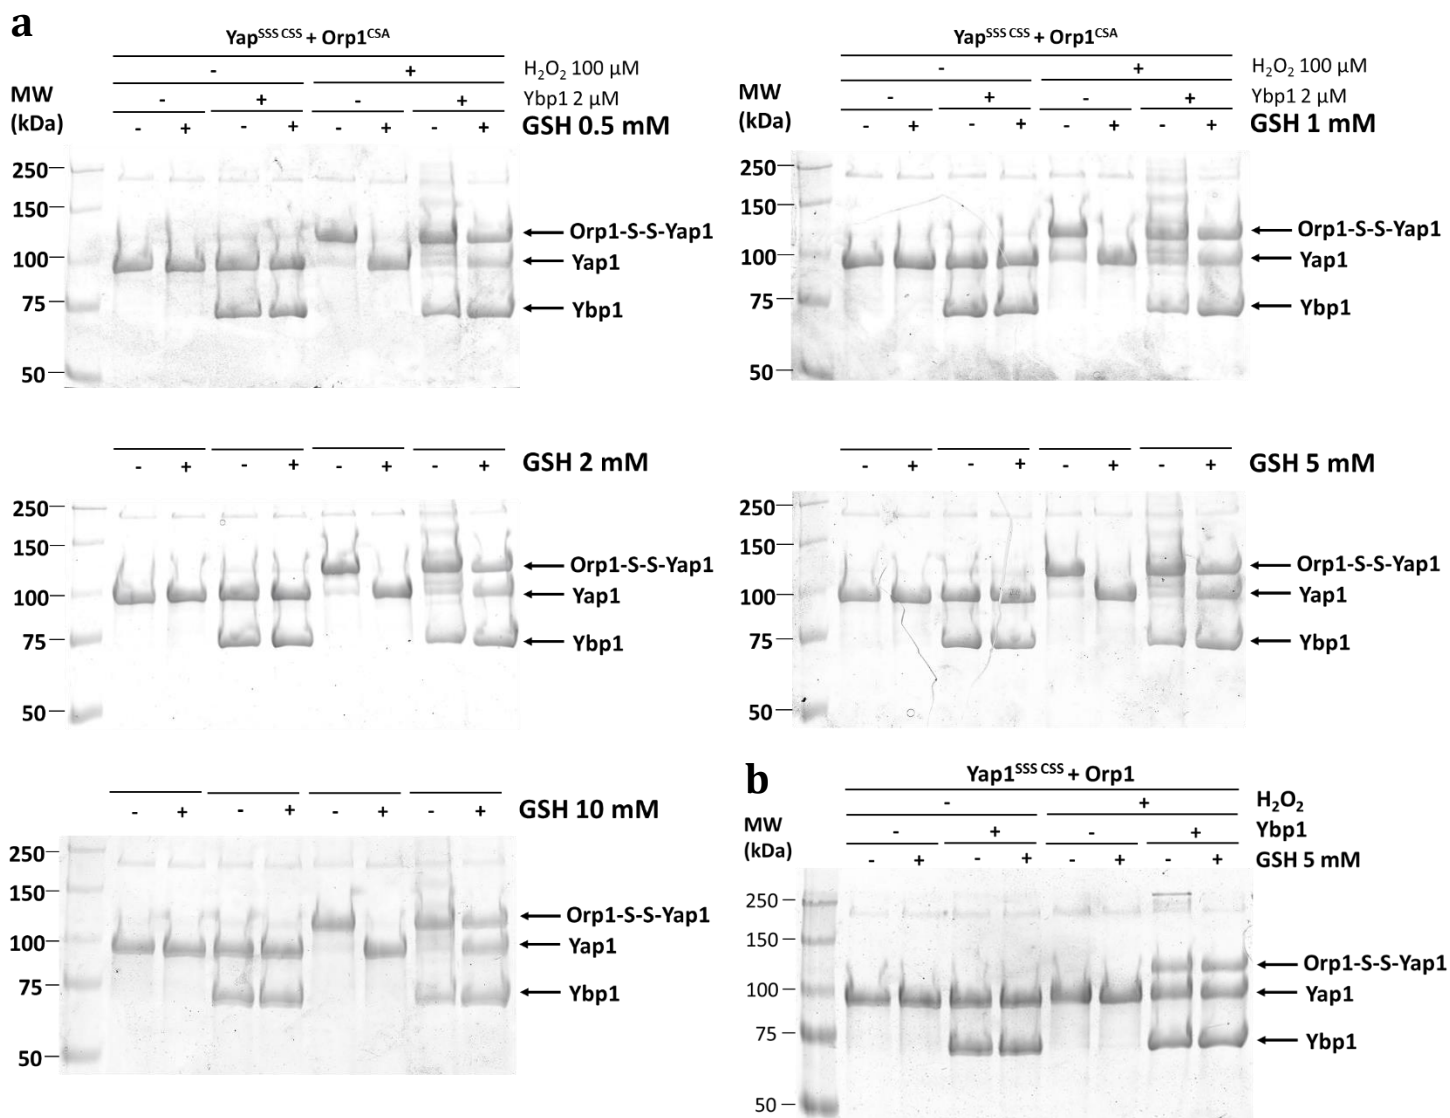 a
Yap^SSS CSS + Orp1^CSA
- + H₂O₂ 100 µM
MW
(kDa)
- + - + Ybp1 2 µM
- + - + - + - + GSH 0.5 mM
250
150
Orp1-S-S-Yap1
100
Yap1
75
Ybp1
50
Yap^SSS CSS + Orp1^CSA
- + H₂O₂ 100 µM
MW
(kDa)
- + - + Ybp1 2 µM
- + - + - + - + GSH 1 mM
250
150
Orp1-S-S-Yap1
100
Yap1
75
Ybp1
50
- + - + - + - + GSH 2 mM
250
150
Orp1-S-S-Yap1
100
Yap1
75
Ybp1
50
- + - + - + - + GSH 5 mM
250
150
Orp1-S-S-Yap1
100
Yap1
75
Ybp1
50
- + - + - + - + GSH 10 mM
250
150
Orp1-S-S-Yap1
100
Yap1
75
Ybp1
50
b
Yap1^SSS CSS + Orp1
- + H₂O₂
MW
(kDa)
- + - + Ybp1
- + - + - + - + GSH 5 mM
250
150
Orp1-S-S-Yap1
100
Yap1
75
Ybp1
50